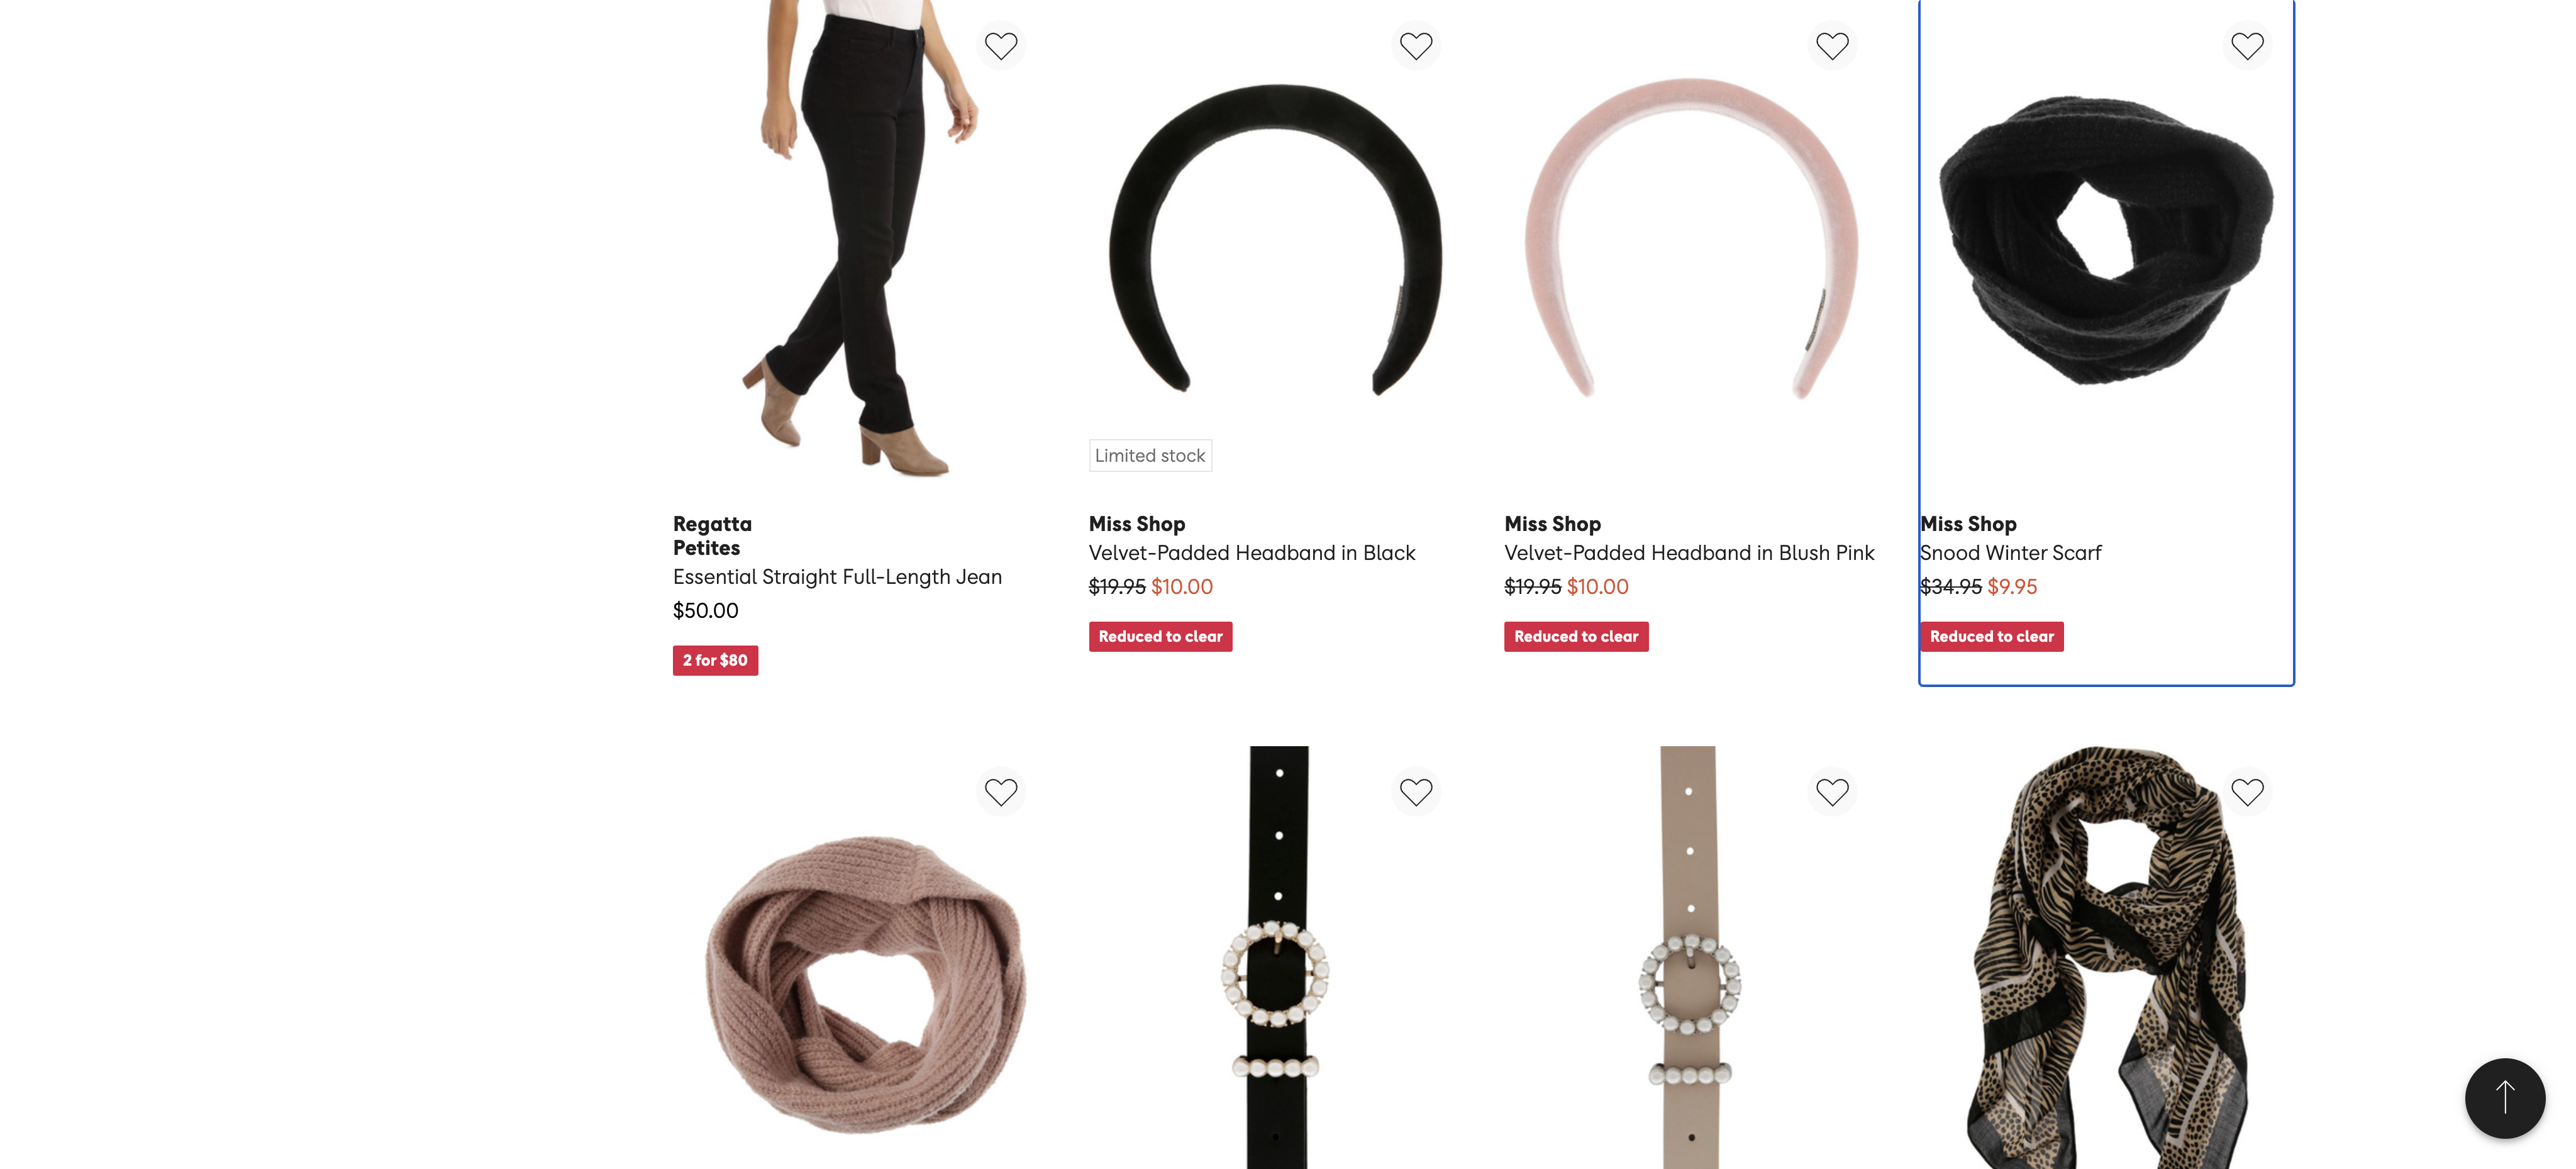 Limited stock
Regatta
Petites
Essential Straight Full-Length Jean
$50.00
2 for $80
Miss Shop
Velvet-Padded Headband in Black
$19.95 $10.00
Reduced to clear
Miss Shop
Velvet-Padded Headband in Blush Pink
$19.95 $10.00
Reduced to clear
Miss Shop
Snood Winter Scarf
$34.95 $9.95
Reduced to clear